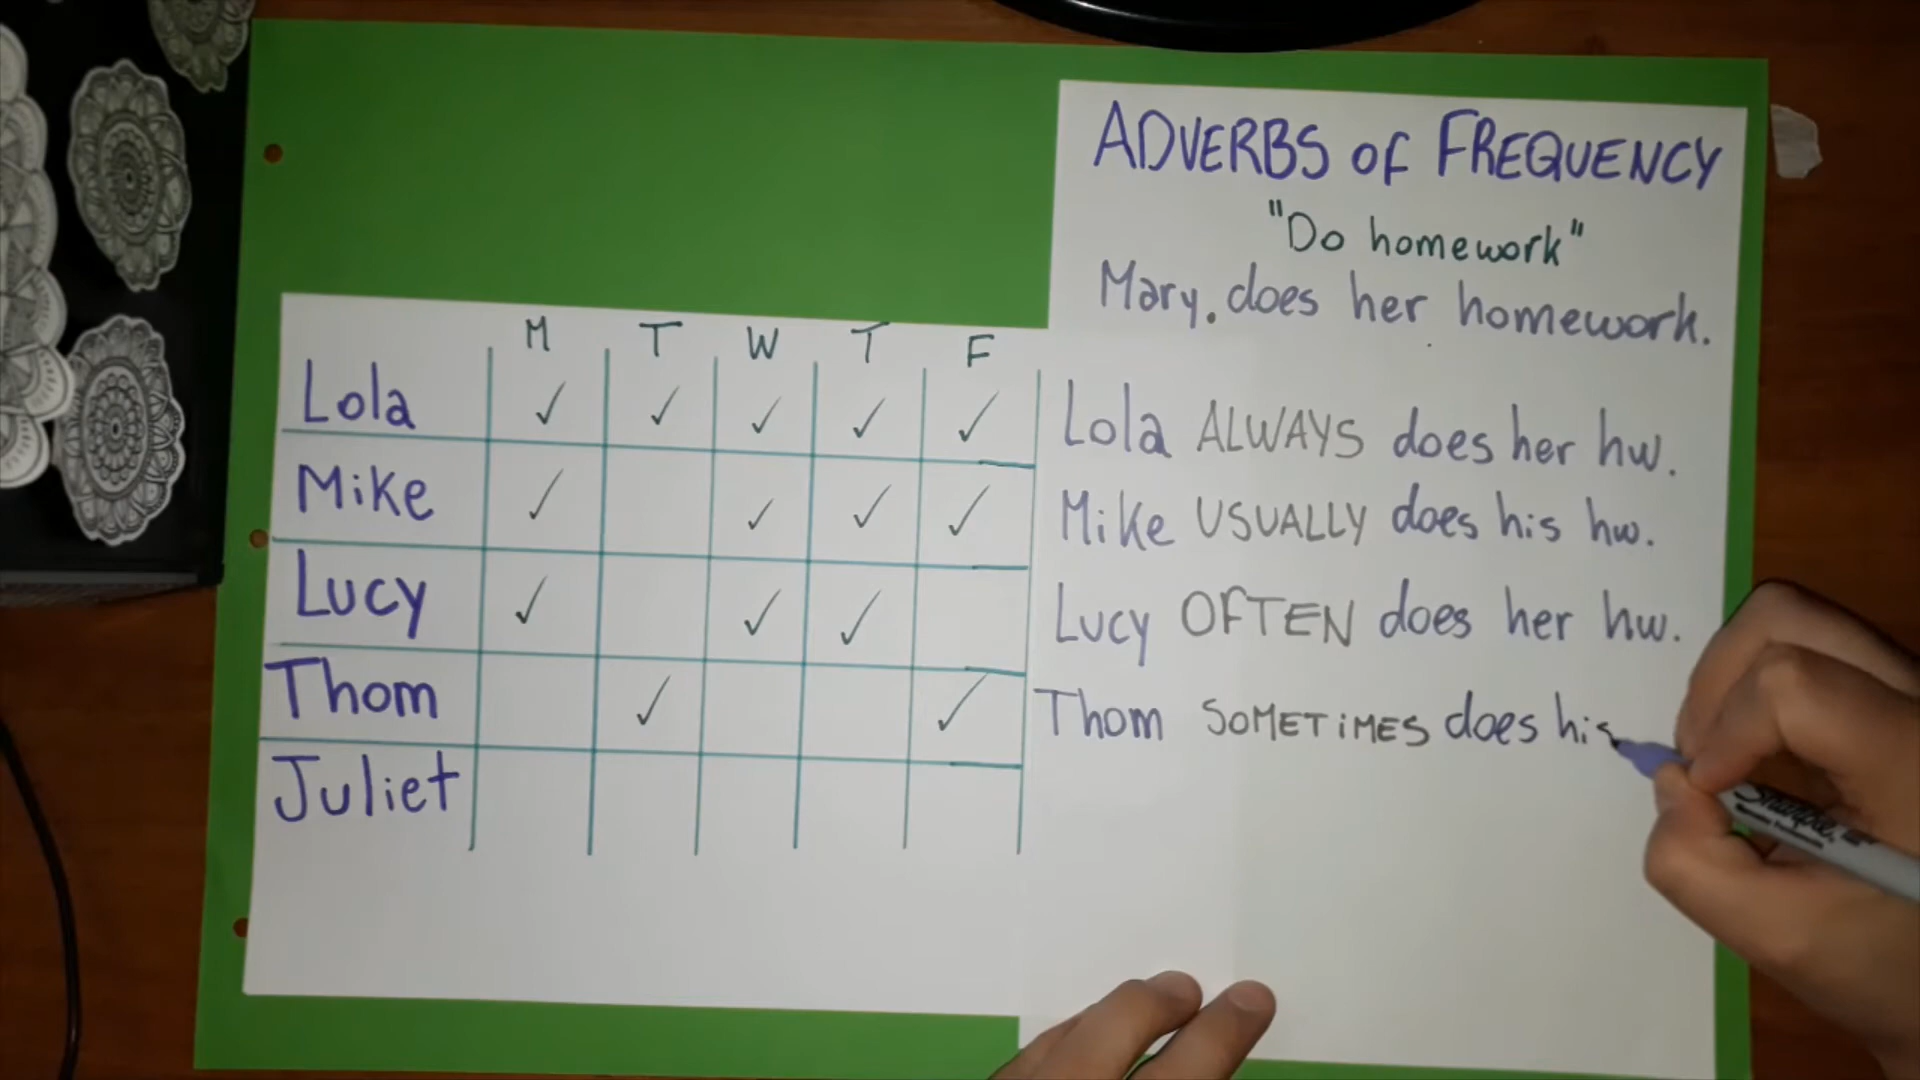 ADVERBS of FREQUENCY
"Do homework"
Mary. does her homework.
M T W T F
Lola ✓ ✓ ✓ ✓ ✓
Mike ✓ ✓ ✓ ✓
Lucy ✓ ✓ ✓
Thom ✓ ✓
Juliet
Lola ALWAYS does her hw.
Mike USUALLY does his hw.
Lucy OFTEN does her hw.
Thom SOMETiMES does his
Sharpie